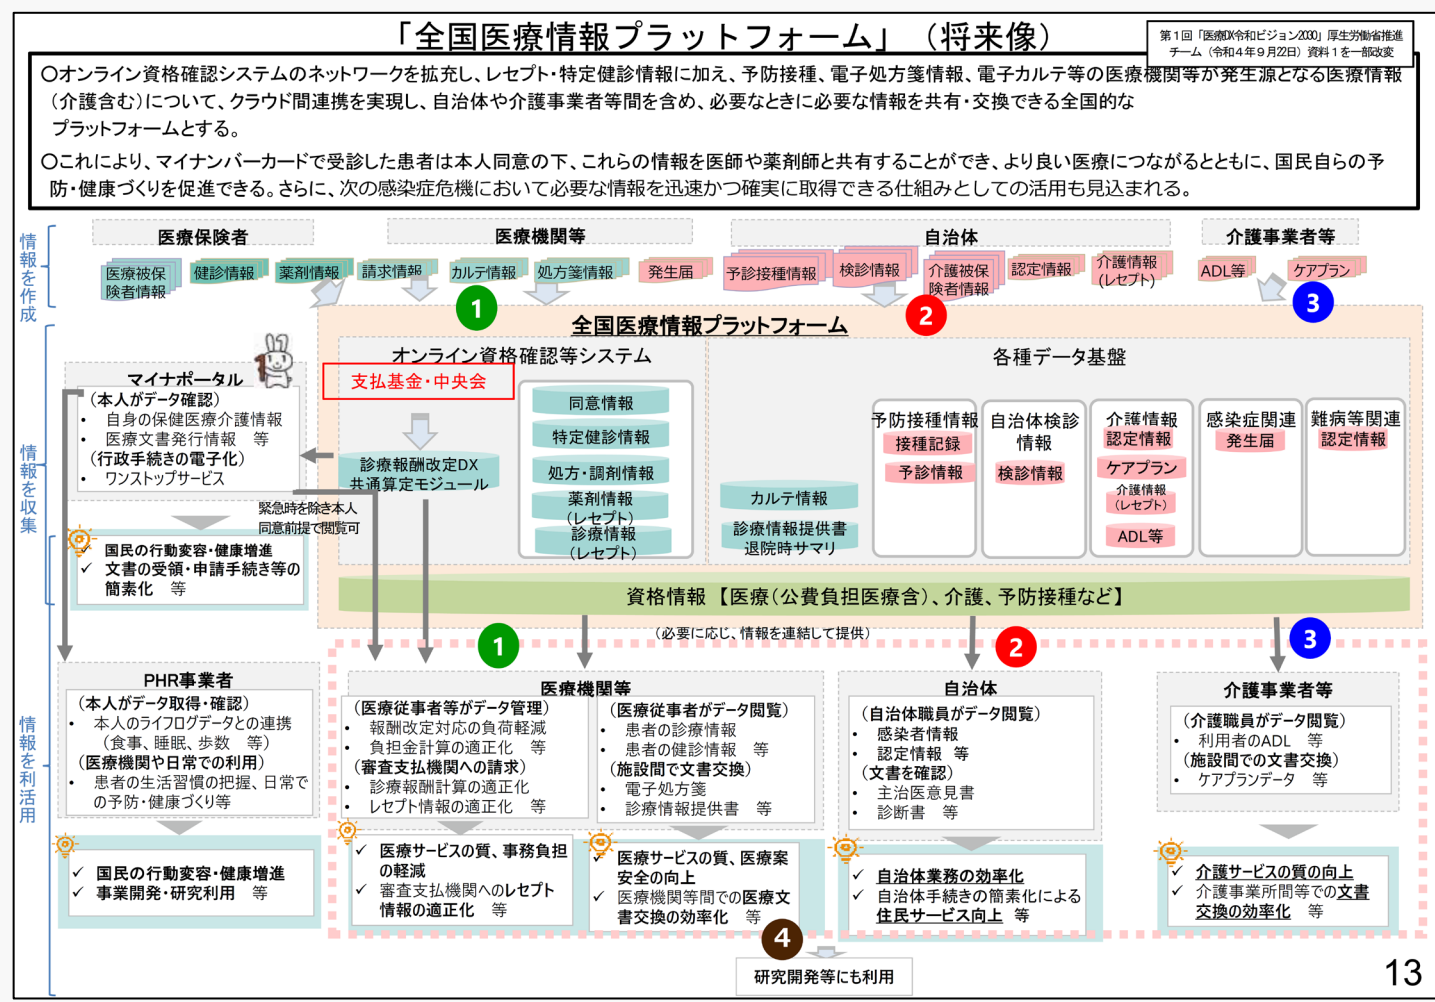 「全国医療情報プラットフォーム」（将来像）
第１回「医療DX令和ビジョン2030」厚生労働省推進
チーム（令和４年９月22日）資料１を一部改変
〇オンライン資格確認システムのネットワークを拡充し、レセプト・特定健診情報に加え、予防接種、電子処方箋情報、電子カルテ等の医療機関等が発生源となる医療情報
（介護含む）について、クラウド間連携を実現し、自治体や介護事業者等間を含め、必要なときに必要な情報を共有・交換できる全国的な
プラットフォームとする。
〇これにより、マイナンバーカードで受診した患者は本人同意の下、これらの情報を医師や薬剤師と共有することができ、より良い医療につながるとともに、国民自らの予
防・健康づくりを促進できる。さらに、次の感染症危機において必要な情報を迅速かつ確実に取得できる仕組みとしての活用も見込まれる。
情報を作成
医療保険者
医療機関等
自治体
介護事業者等
医療被保
険者情報
健診情報
薬剤情報
請求情報
カルテ情報
処方箋情報
発生届
予診接種情報
検診情報
介護被保
険者情報
認定情報
介護情報
（レセプト）
ADL等
ケアプラン
1
2
3
情報を収集
全国医療情報プラットフォーム
オンライン資格確認等システム
各種データ基盤
支払基金・中央会
診療報酬改定DX
共通算定モジュール
同意情報
特定健診情報
処方・調剤情報
薬剤情報
（レセプト）
診療情報
（レセプト）
カルテ情報
診療情報提供書
退院時サマリ
予防接種情報
接種記録
予診情報
自治体検診
情報
検診情報
介護情報
認定情報
ケアプラン
介護情報
（レセプト）
ADL等
感染症関連
発生届
難病等関連
認定情報
資格情報 【医療（公費負担医療含）、介護、予防接種など】
（必要に応じ、情報を連結して提供）
マイナポータル
（本人がデータ確認）
・ 自身の保健医療介護情報
・ 医療文書発行情報 等
（行政手続きの電子化）
・ ワンストップサービス
緊急時を除き本人
同意前提で閲覧可
✓ 国民の行動変容・健康増進
✓ 文書の受領・申請手続き等の
簡素化 等
情報を利活用
PHR事業者
（本人がデータ取得・確認）
・ 本人のライフログデータとの連携
（食事、睡眠、歩数 等）
（医療機関や日常での利用）
・ 患者の生活習慣の把握、日常で
の予防・健康づくり等
✓ 国民の行動変容・健康増進
✓ 事業開発・研究利用 等
1
医療機関等
（医療従事者等がデータ管理）
・ 報酬改定対応の負荷軽減
・ 負担金計算の適正化 等
（審査支払機関への請求）
・ 診療報酬計算の適正化
・ レセプト情報の適正化 等
✓ 医療サービスの質、事務負担
の軽減
✓ 審査支払機関へのレセプト
情報の適正化 等
（医療従事者がデータ閲覧）
・ 患者の診療情報
・ 患者の健診情報 等
（施設間で文書交換）
・ 電子処方箋
・ 診療情報提供書 等
✓ 医療サービスの質、医療案
安全の向上
✓ 医療機関等間での医療文
書交換の効率化 等
2
自治体
（自治体職員がデータ閲覧）
・ 感染者情報
・ 認定情報 等
（文書を確認）
・ 主治医意見書
・ 診断書 等
✓ 自治体業務の効率化
✓ 自治体手続きの簡素化による
住民サービス向上 等
3
介護事業者等
（介護職員がデータ閲覧）
・ 利用者のADL 等
（施設間での文書交換）
・ ケアプランデータ 等
✓ 介護サービスの質の向上
✓ 介護事業所間等での文書
交換の効率化 等
4
研究開発等にも利用
13